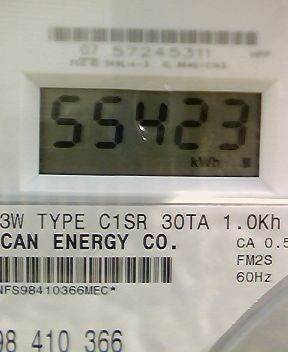 07 57245311
55423
kWh
3W TYPE C1SR 30TA 1.0Kh
CAN ENERGY CO.
CA 0.5
FM2S
60Hz
NFS98410366MEC*
98 410 366